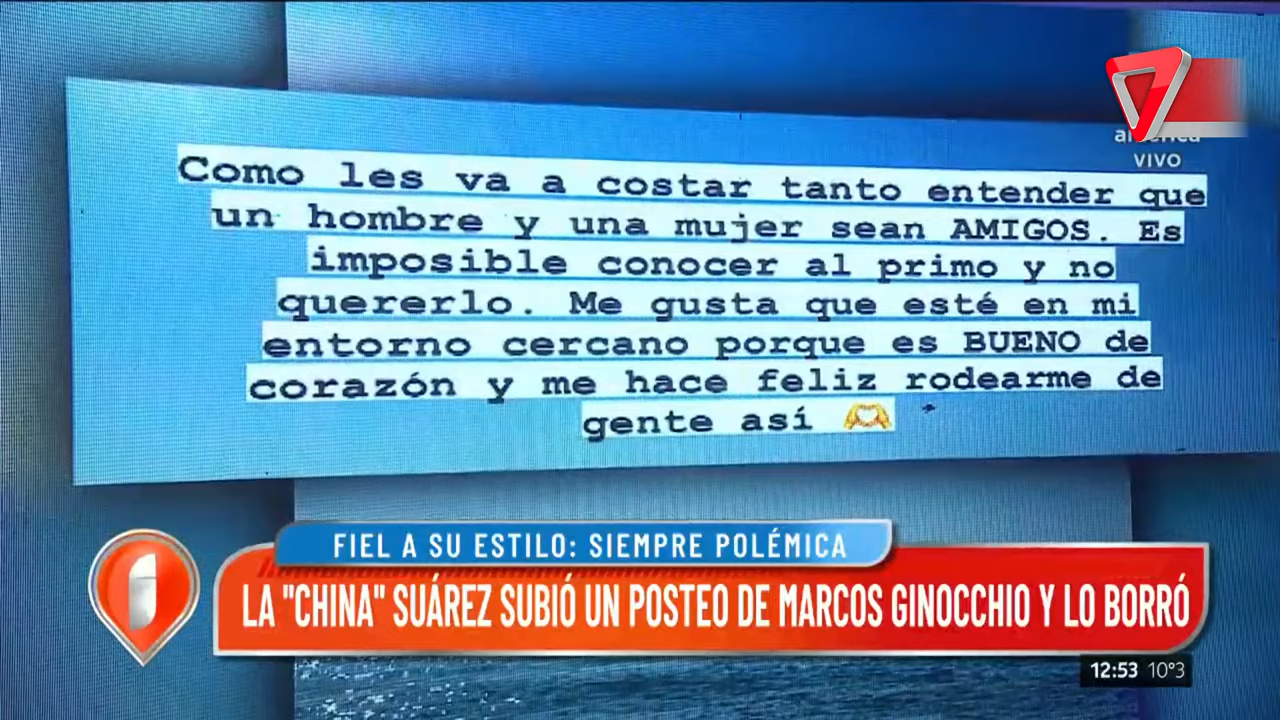 américa
VIVO
Como les va a costar tanto entender que
un hombre y una mujer sean AMIGOS. Es
imposible conocer al primo y no
quererlo. Me gusta que esté en mi
entorno cercano porque es BUENO de
corazón y me hace feliz rodearme de
gente así 🫶
FIEL A SU ESTILO: SIEMPRE POLÉMICA
LA "CHINA" SUÁREZ SUBIÓ UN POSTEO DE MARCOS GINOCCHIO Y LO BORRÓ
12:53 10°3